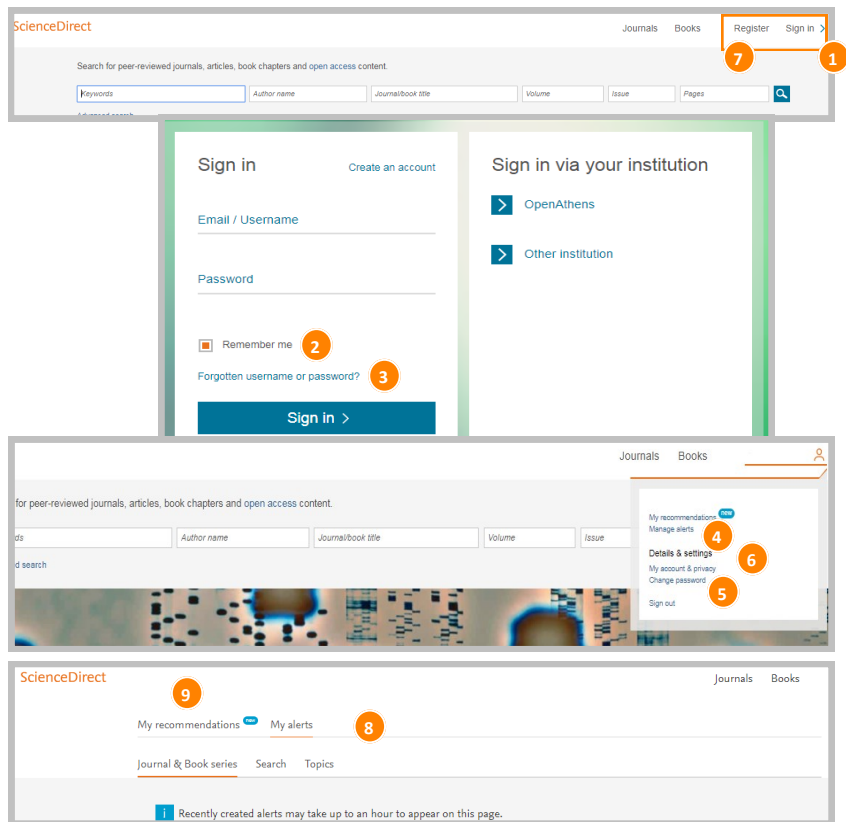 ScienceDirect
Journals Books Register Sign in >
7
1
Search for peer-reviewed journals, articles, book chapters and open access content.
Keywords Author name Journal/book title Volume Issue Pages
Advanced search
Sign in Create an account
Email / Username
Password
Remember me 2
Forgotten username or password? 3
Sign in >
Sign in via your institution
OpenAthens
Other institution
Journals Books
for peer-reviewed journals, articles, book chapters and open access content.
ds Author name Journal/book title Volume Issue
d search
My recommendations new
Manage alerts 4
Details & settings 6
My account & privacy
Change password 5
Sign out
ScienceDirect
Journals Books
9
My recommendations new My alerts 8
Journal & Book series Search Topics
i Recently created alerts may take up to an hour to appear on this page.